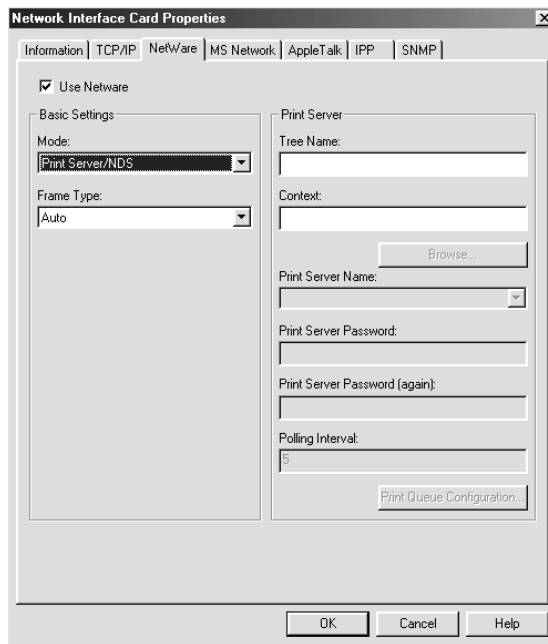 Network Interface Card Properties
Information TCP/IP NetWare MS Network AppleTalk IPP SNMP
Use Netware
Basic Settings
Mode:
Print Server/NDS
Frame Type:
Auto
Print Server
Tree Name:
Context:
Browse...
Print Server Name:
Print Server Password:
Print Server Password (again):
Polling Interval:
5
Print Queue Configuration...
OK Cancel Help